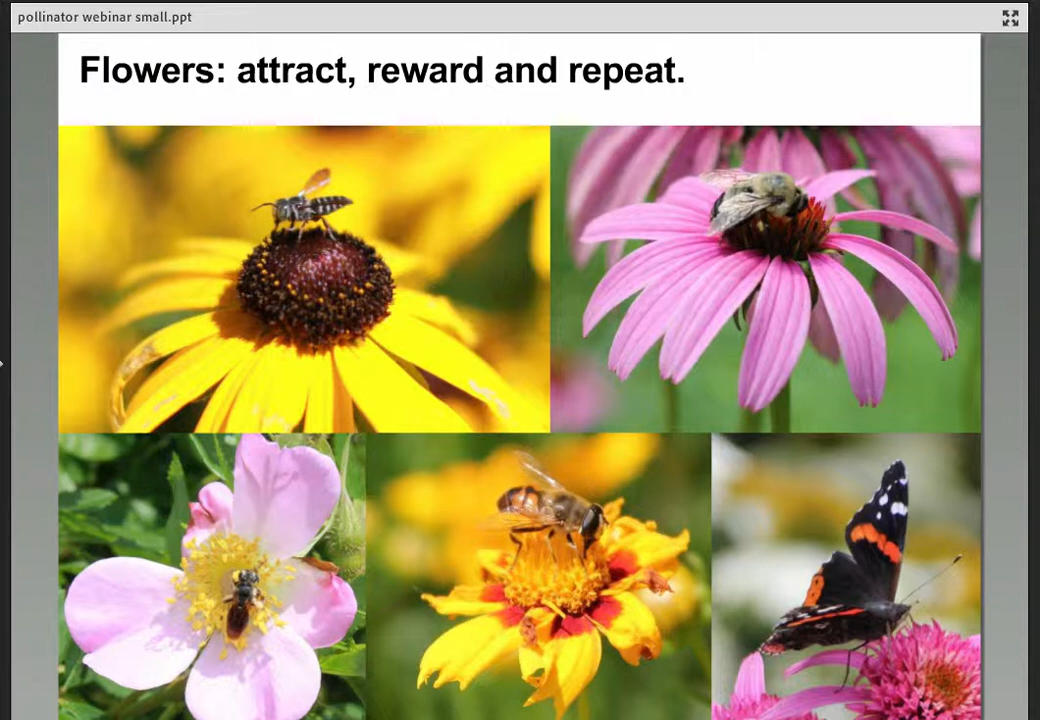 pollinator webinar small.ppt
Flowers: attract, reward and repeat.